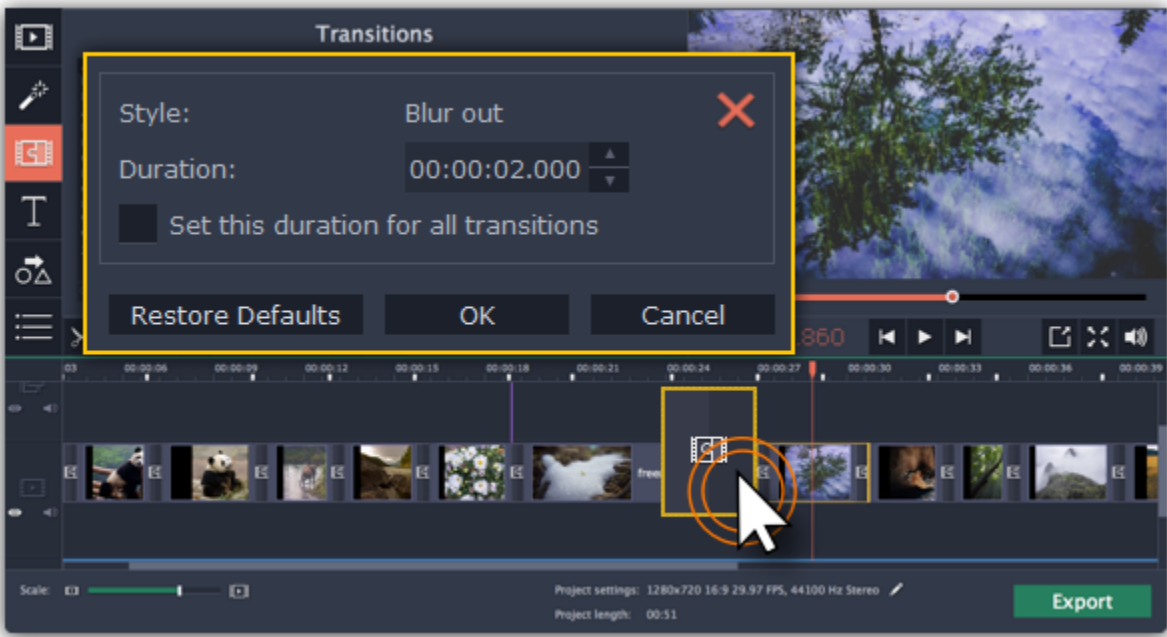 Transitions
Style: Blur out
Duration: 00:00:02.000
Set this duration for all transitions
Restore Defaults OK Cancel
860
03 00:00:06 00:00:09 00:00:12 00:00:15 00:00:18 00:00:21 00:00:24 00:00:27 00:00:30 00:00:33 00:00:36 00:00:39
free
Scale:
Project settings: 1280x720 16:9 29.97 FPS, 44100 Hz Stereo
Project length: 00:51
Export